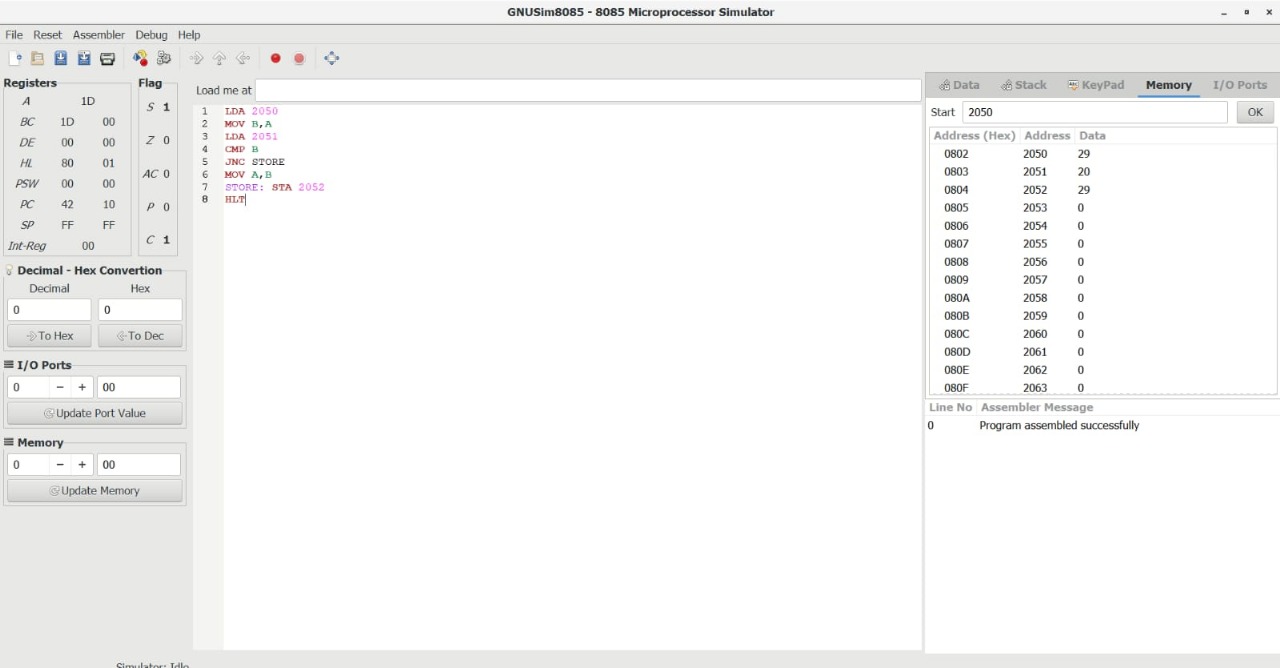 GNUSim8085 - 8085 Microprocessor Simulator
File Reset Assembler Debug Help
Registers
A 1D
BC 1D 00
DE 00 00
HL 80 01
PSW 00 00
PC 42 10
SP FF FF
Int-Reg 00
Flag
S 1
Z 0
AC 0
P 0
C 1
Decimal - Hex Convertion
Decimal Hex
0 0
To Hex To Dec
I/O Ports
0 − + 00
Update Port Value
Memory
0 − + 00
Update Memory
Load me at
1 LDA 2050
2 MOV B,A
3 LDA 2051
4 CMP B
5 JNC STORE
6 MOV A,B
7 STORE: STA 2052
8 HLT
Data Stack KeyPad Memory I/O Ports
Start 2050 OK
Address (Hex) Address Data
0802 2050 29
0803 2051 20
0804 2052 29
0805 2053 0
0806 2054 0
0807 2055 0
0808 2056 0
0809 2057 0
080A 2058 0
080B 2059 0
080C 2060 0
080D 2061 0
080E 2062 0
080F 2063 0
Line No Assembler Message
0 Program assembled successfully
Simulator: Idle